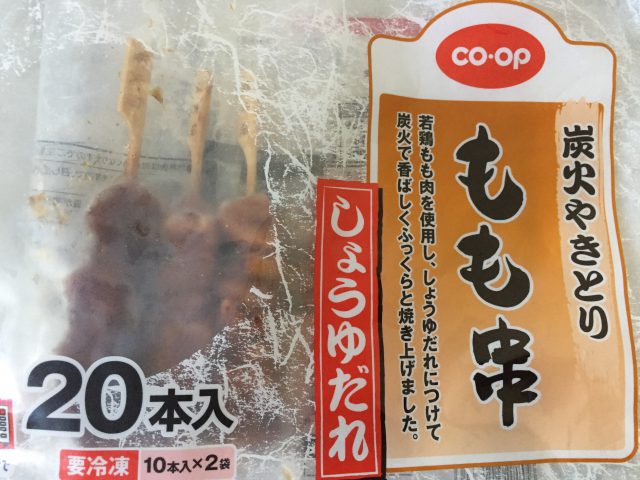 co·op
炭火やきとり
もも串
若鶏もも肉を使用し、しょうゆだれにつけて
炭火で香ばしくふっくらと焼き上げました。
しょうゆだれ
20本入
要冷凍
10本入×2袋